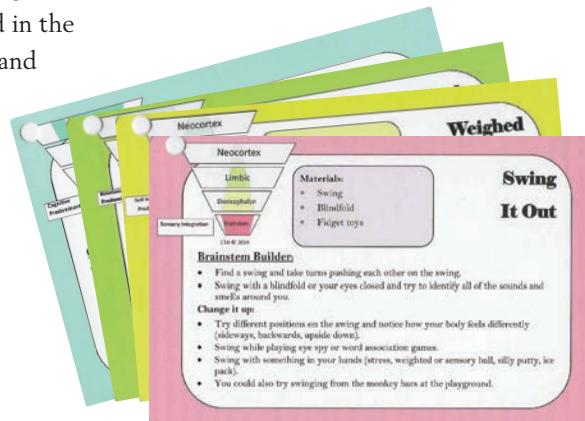 d in the
and
Neocortex
Weighed
Neocortex
Limbic
Diencephalon
Brainstem
Sensory Integration
CTA © 2014
Materials:
• Swing
• Blindfold
• Fidget toys
Swing
It Out
Brainstem Builder:
• Find a swing and take turns pushing each other on the swing.
• Swing with a blindfold or your eyes closed and try to identify all of the sounds and
smells around you.
Change it up:
• Try different positions on the swing and notice how your body feels differently
(sideways, backwards, upside down).
• Swing while playing eye spy or word association games.
• Swing with something in your hands (stress, weighted or sensory ball, silly putty, ice
pack).
• You could also try swinging from the monkey bars at the playground.